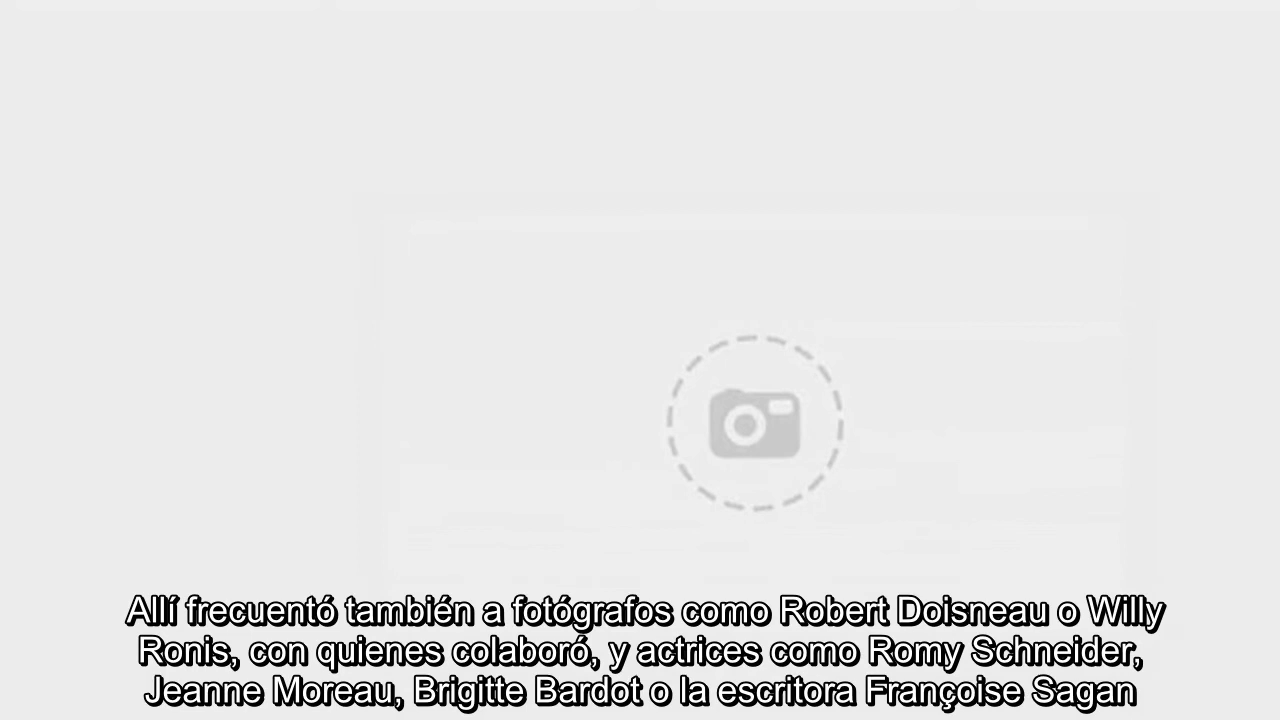 Allí frecuentó también a fotógrafos como Robert Doisneau o Willy
Ronis, con quienes colaboró, y actrices como Romy Schneider,
Jeanne Moreau, Brigitte Bardot o la escritora Françoise Sagan